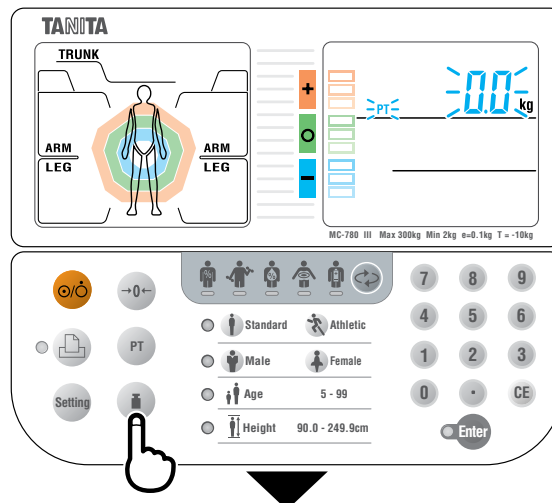 TANITA
TRUNK
ARM
LEG
ARM
LEG
+
−
PT
0.0 kg
MC-780 III Max 300kg Min 2kg e=0.1kg T = -10kg
%
%
→0←
PT
Setting
Standard Athletic
Male Female
Age 5 - 99
Height 90.0 - 249.9cm
7 8 9
4 5 6
1 2 3
0 · CE
Enter